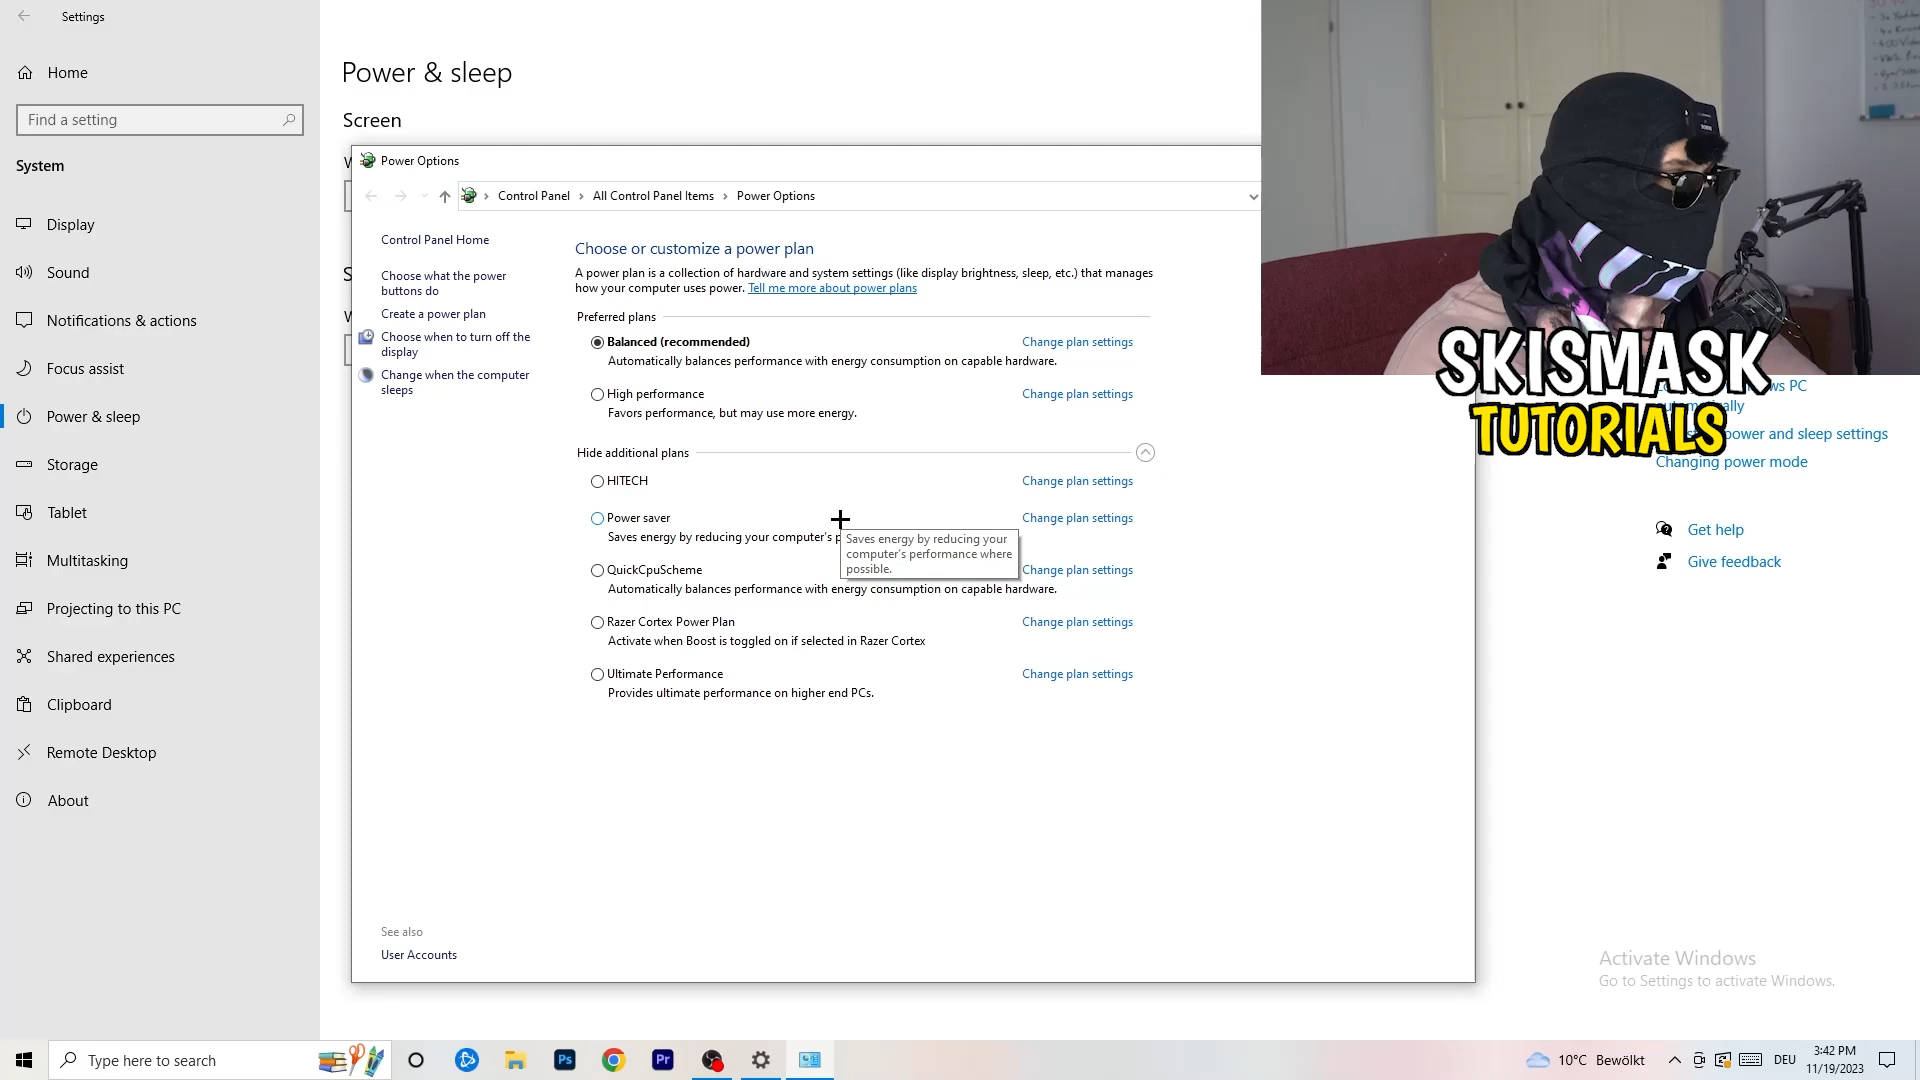 Settings
Home
Find a setting
System
Display
Sound
Notifications & actions
Focus assist
Power & sleep
Storage
Tablet
Multitasking
Projecting to this PC
Shared experiences
Clipboard
Remote Desktop
About
Power & sleep
Screen
Power Options
Control Panel > All Control Panel Items > Power Options
Control Panel Home
Choose what the power
buttons do
Create a power plan
Choose when to turn off the
display
Change when the computer
sleeps
Choose or customize a power plan
A power plan is a collection of hardware and system settings (like display brightness, sleep, etc.) that manages
how your computer uses power. Tell me more about power plans
Preferred plans
Balanced (recommended) Change plan settings
Automatically balances performance with energy consumption on capable hardware.
High performance Change plan settings
Favors performance, but may use more energy.
Hide additional plans
HITECH Change plan settings
Power saver Change plan settings
Saves energy by reducing your computer's p
Saves energy by reducing your
computer's performance where
possible.
QuickCpuScheme Change plan settings
Automatically balances performance with energy consumption on capable hardware.
Razer Cortex Power Plan Change plan settings
Activate when Boost is toggled on if selected in Razer Cortex
Ultimate Performance Change plan settings
Provides ultimate performance on higher end PCs.
See also
User Accounts
SKISMASK
TUTORIALS
PC
power and sleep settings
Changing power mode
Get help
Give feedback
Activate Windows
Go to Settings to activate Windows.
Type here to search
Ps
Pr
10°C Bewölkt
DEU
3:42 PM
11/19/2023